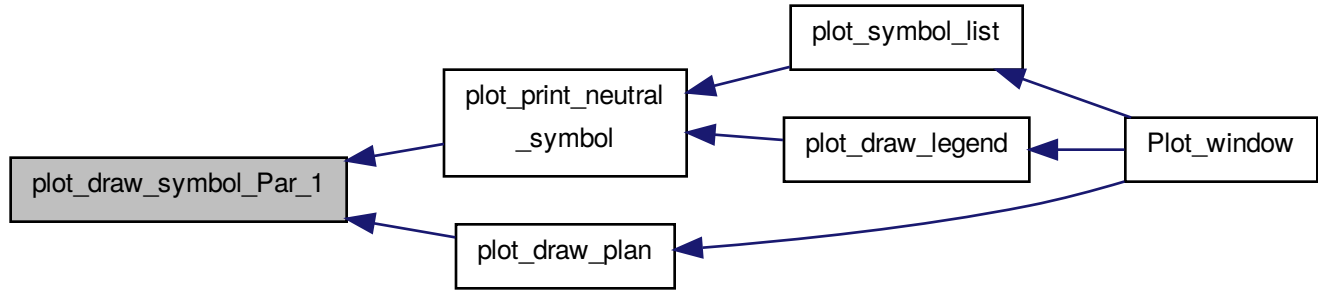 plot_symbol_list
plot_print_neutral
_symbol
plot_draw_legend
Plot_window
plot_draw_symbol_Par_1
plot_draw_plan